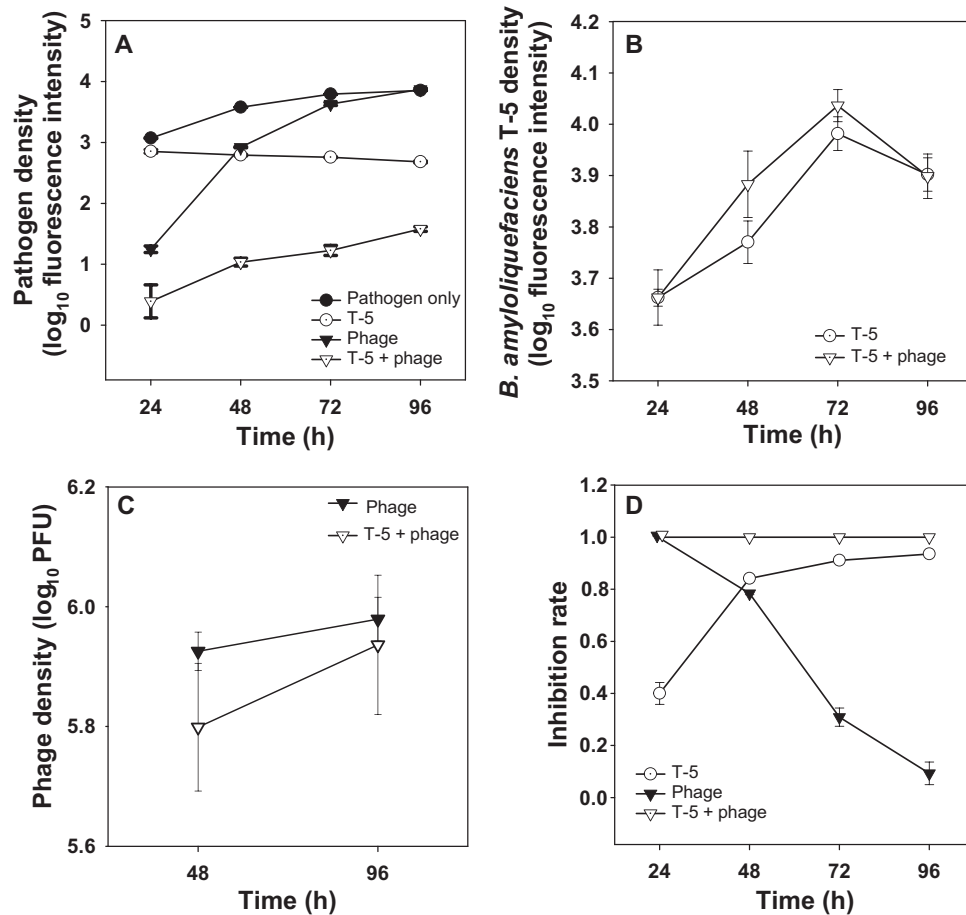 A
Pathogen density
(log10 fluorescence intensity)
5
4
3
2
1
0
Pathogen only
T-5
Phage
T-5 + phage
24 48 72 96
Time (h)
B
B. amyloliquefaciens T-5 density
(log10 fluorescence intensity)
4.2
4.1
4.0
3.9
3.8
3.7
3.6
3.5
T-5
T-5 + phage
24 48 72 96
Time (h)
C
Phage density (log10 PFU)
6.2
6.0
5.8
5.6
Phage
T-5 + phage
48 96
Time (h)
D
Inhibition rate
1.2
1.0
0.8
0.6
0.4
0.2
0.0
T-5
Phage
T-5 + phage
24 48 72 96
Time (h)